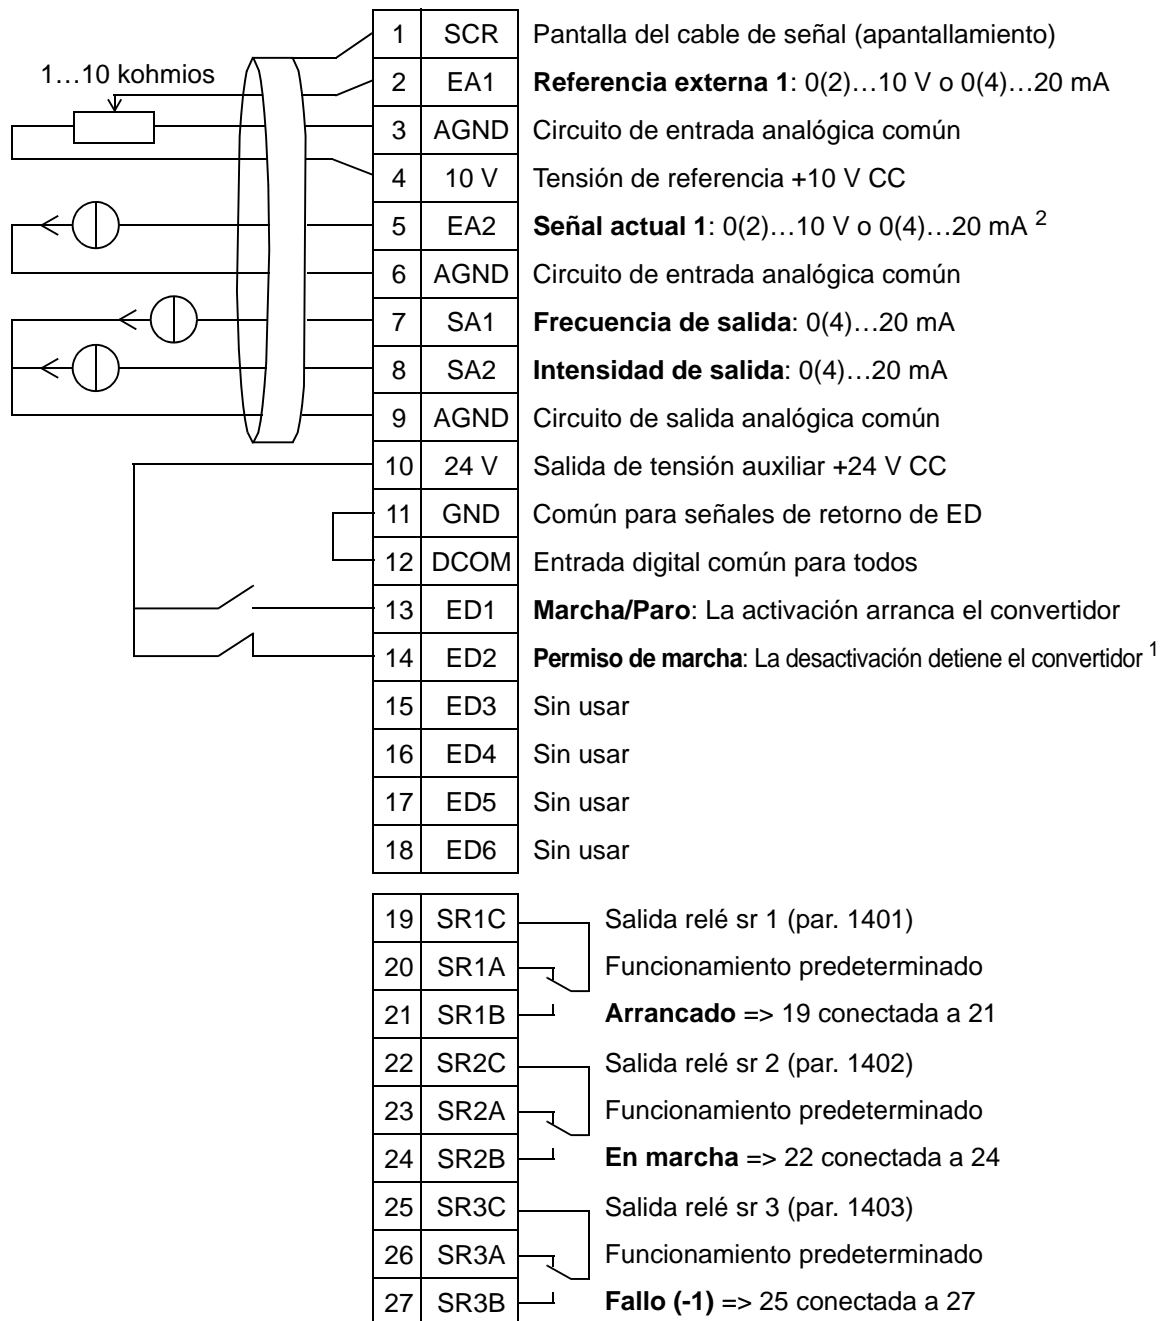 1 SCR Pantalla del cable de señal (apantallamiento)
1…10 kohmios
2 EA1 Referencia externa 1: 0(2)…10 V o 0(4)…20 mA
3 AGND Circuito de entrada analógica común
4 10 V Tensión de referencia +10 V CC
5 EA2 Señal actual 1: 0(2)…10 V o 0(4)…20 mA 2
6 AGND Circuito de entrada analógica común
7 SA1 Frecuencia de salida: 0(4)…20 mA
8 SA2 Intensidad de salida: 0(4)…20 mA
9 AGND Circuito de salida analógica común
10 24 V Salida de tensión auxiliar +24 V CC
11 GND Común para señales de retorno de ED
12 DCOM Entrada digital común para todos
13 ED1 Marcha/Paro: La activación arranca el convertidor
14 ED2 Permiso de marcha: La desactivación detiene el convertidor 1
15 ED3 Sin usar
16 ED4 Sin usar
17 ED5 Sin usar
18 ED6 Sin usar
19 SR1C Salida relé sr 1 (par. 1401)
20 SR1A Funcionamiento predeterminado
21 SR1B Arrancado => 19 conectada a 21
22 SR2C Salida relé sr 2 (par. 1402)
23 SR2A Funcionamiento predeterminado
24 SR2B En marcha => 22 conectada a 24
25 SR3C Salida relé sr 3 (par. 1403)
26 SR3A Funcionamiento predeterminado
27 SR3B Fallo (-1) => 25 conectada a 27